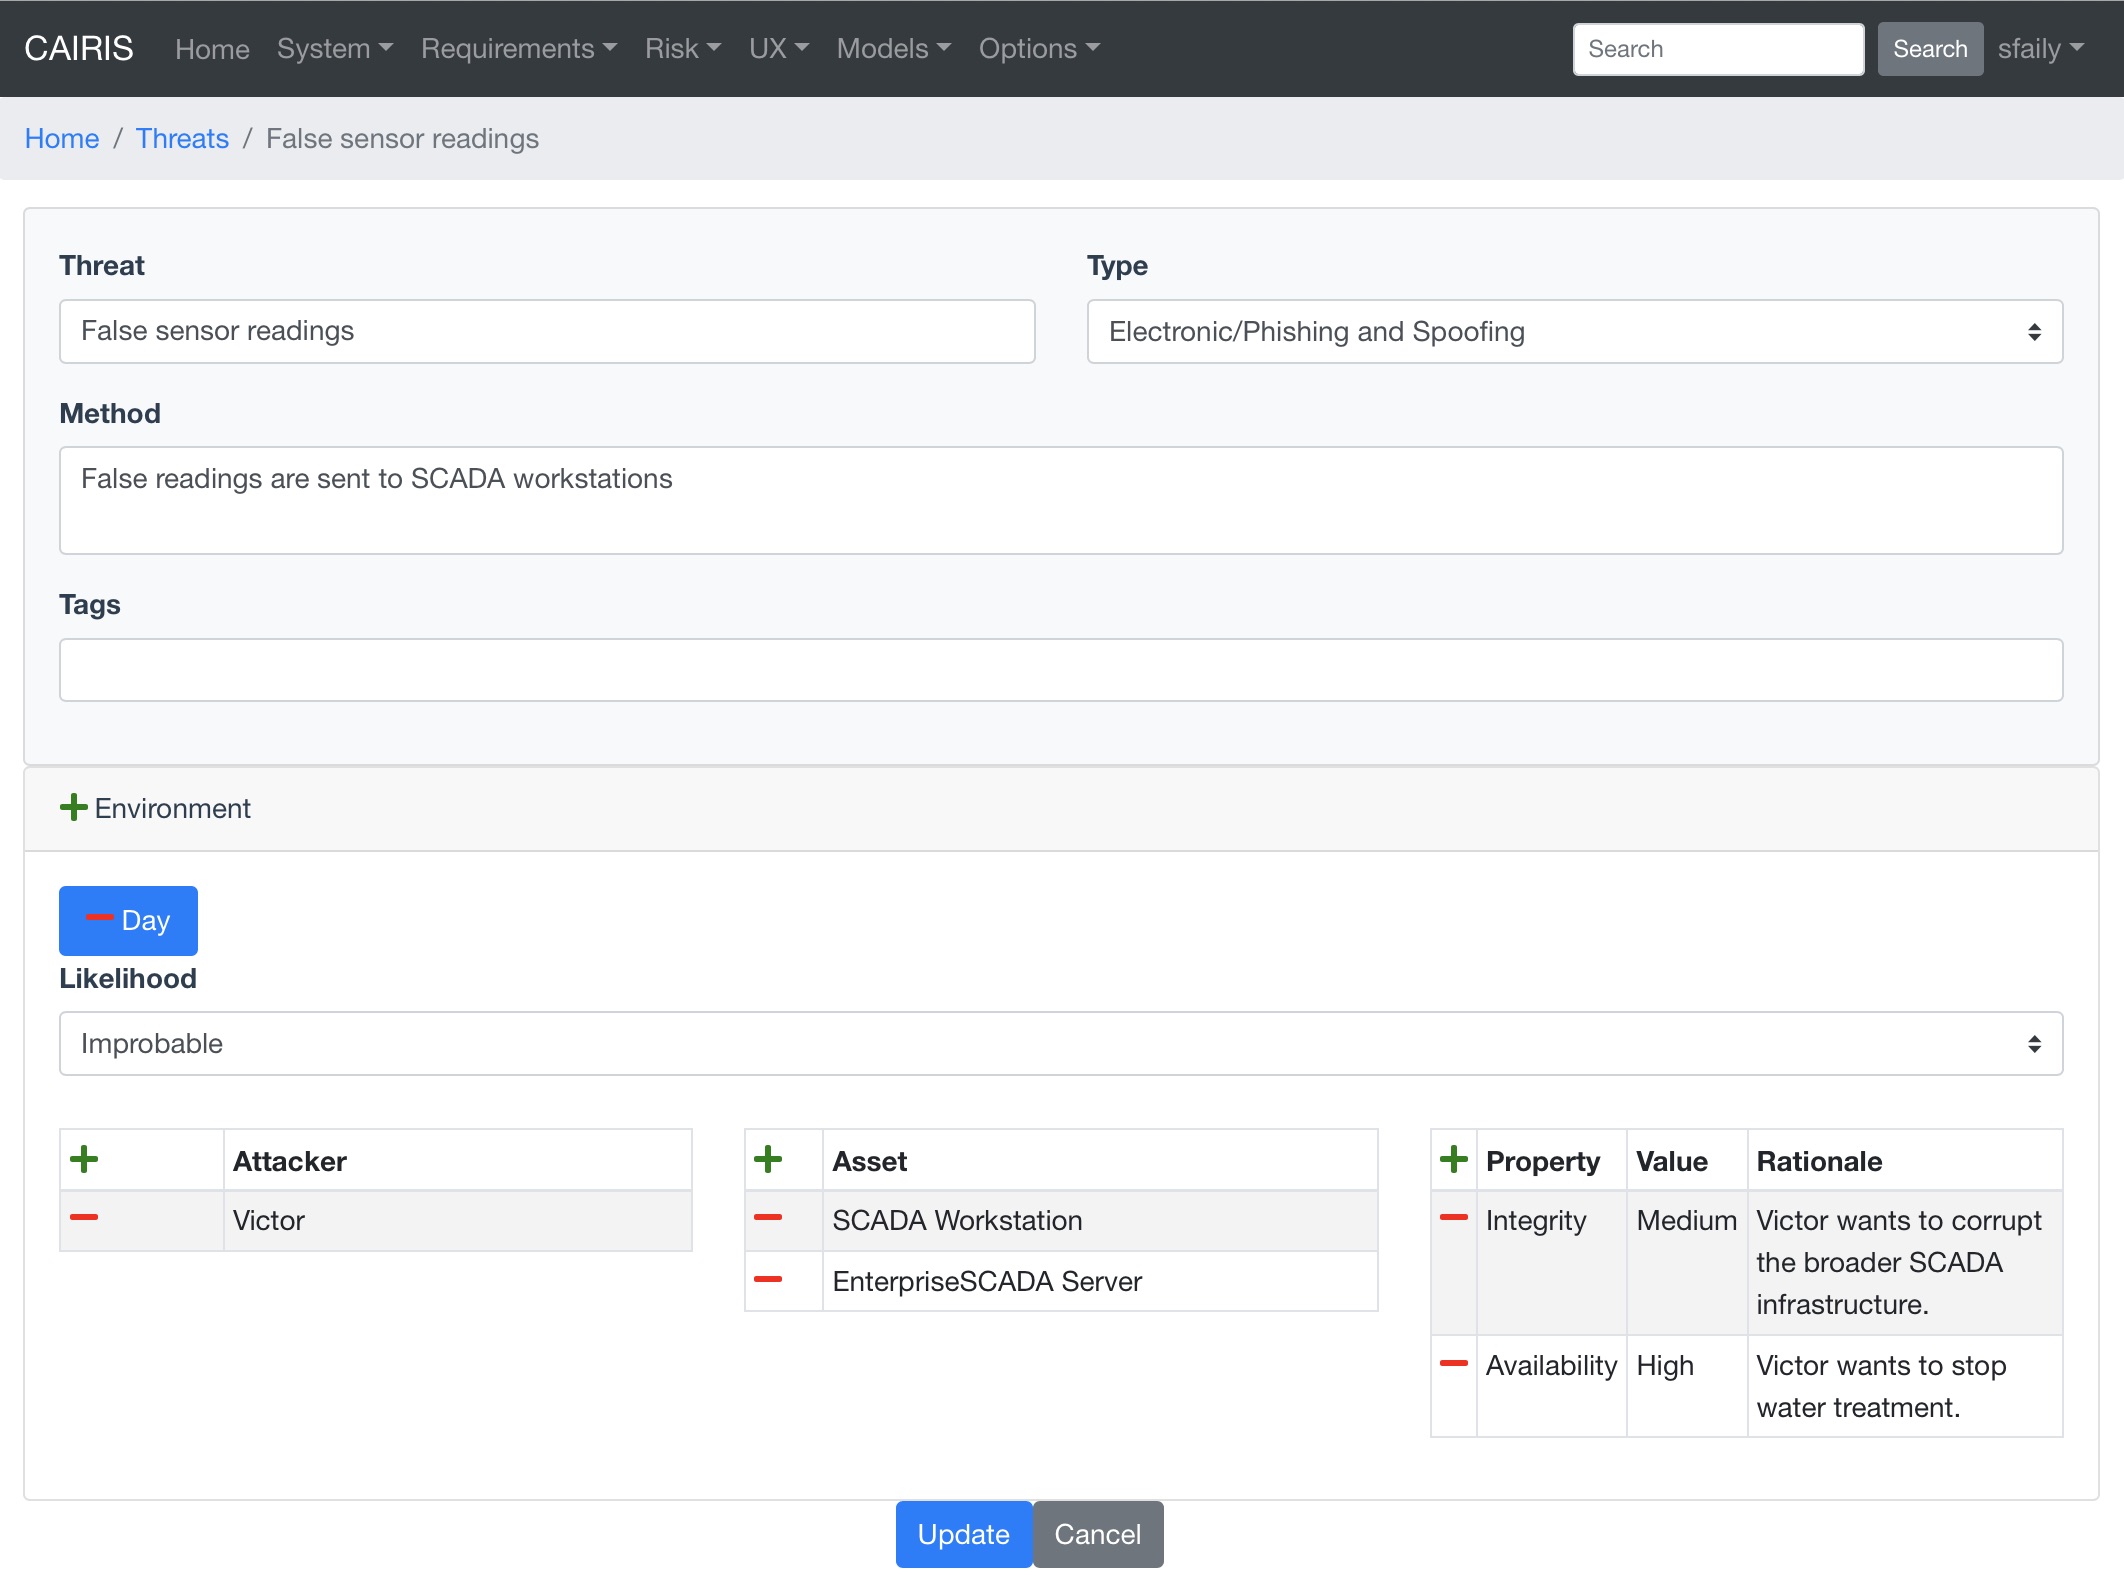 CAIRIS Home System Requirements Risk UX Models Options Search Search sfaily
Home / Threats / False sensor readings
Threat Type
False sensor readings Electronic/Phishing and Spoofing
Method
False readings are sent to SCADA workstations
Tags
Environment
Day
Likelihood
Improbable
Attacker
Victor
Asset
SCADA Workstation
EnterpriseSCADA Server
Property Value Rationale
Integrity Medium Victor wants to corrupt
the broader SCADA
infrastructure.
Availability High Victor wants to stop
water treatment.
Update Cancel